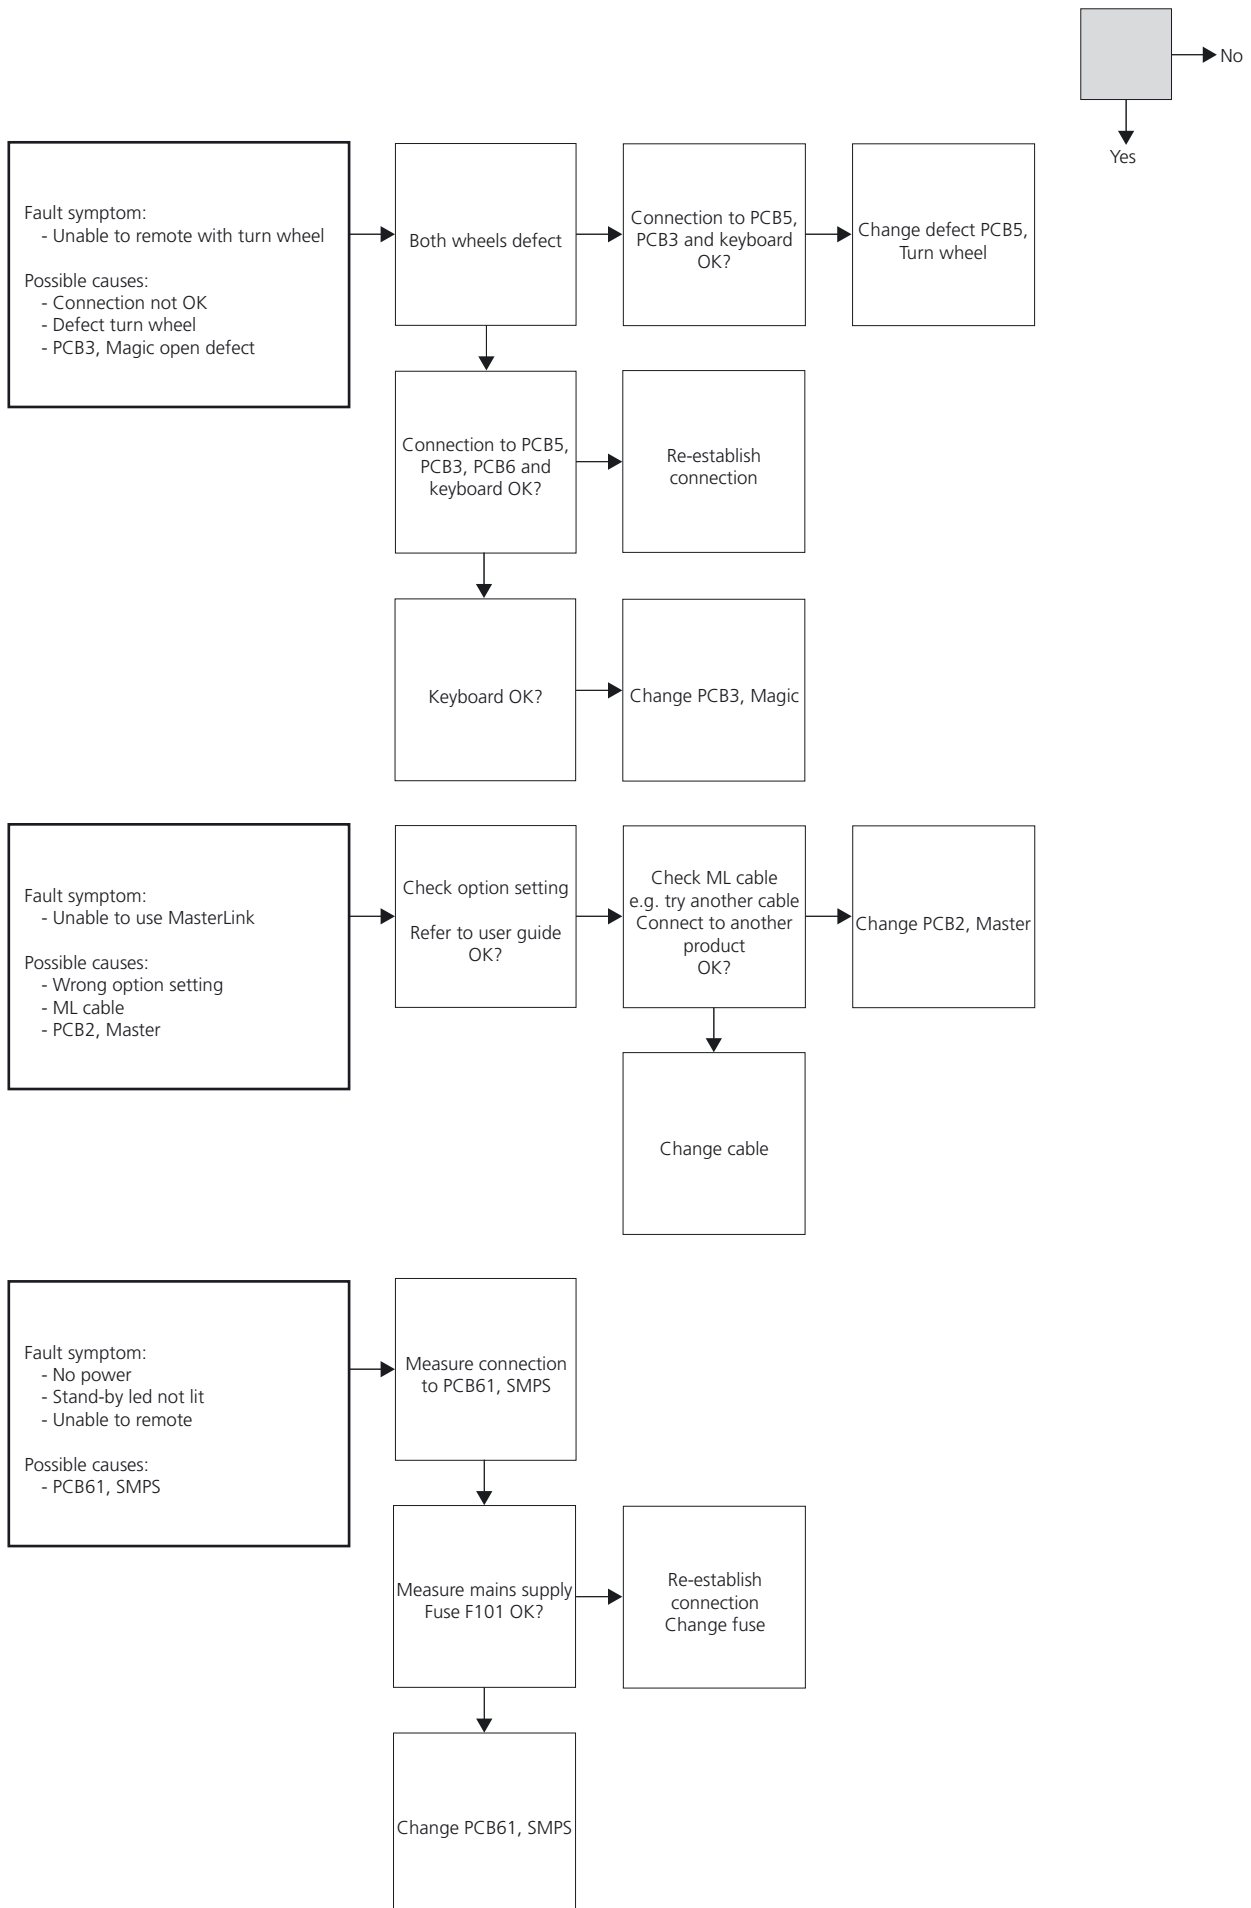 No
Yes
Fault symptom:
- Unable to remote with turn wheel
Possible causes:
- Connection not OK
- Defect turn wheel
- PCB3, Magic open defect
Both wheels defect
Connection to PCB5,
PCB3 and keyboard
OK?
Change defect PCB5,
Turn wheel
Connection to PCB5,
PCB3, PCB6 and
keyboard OK?
Re-establish
connection
Keyboard OK?
Change PCB3, Magic
Fault symptom:
- Unable to use MasterLink
Possible causes:
- Wrong option setting
- ML cable
- PCB2, Master
Check option setting
Refer to user guide
OK?
Check ML cable
e.g. try another cable
Connect to another
product
OK?
Change PCB2, Master
Change cable
Fault symptom:
- No power
- Stand-by led not lit
- Unable to remote
Possible causes:
- PCB61, SMPS
Measure connection
to PCB61, SMPS
Measure mains supply
Fuse F101 OK?
Re-establish
connection
Change fuse
Change PCB61, SMPS